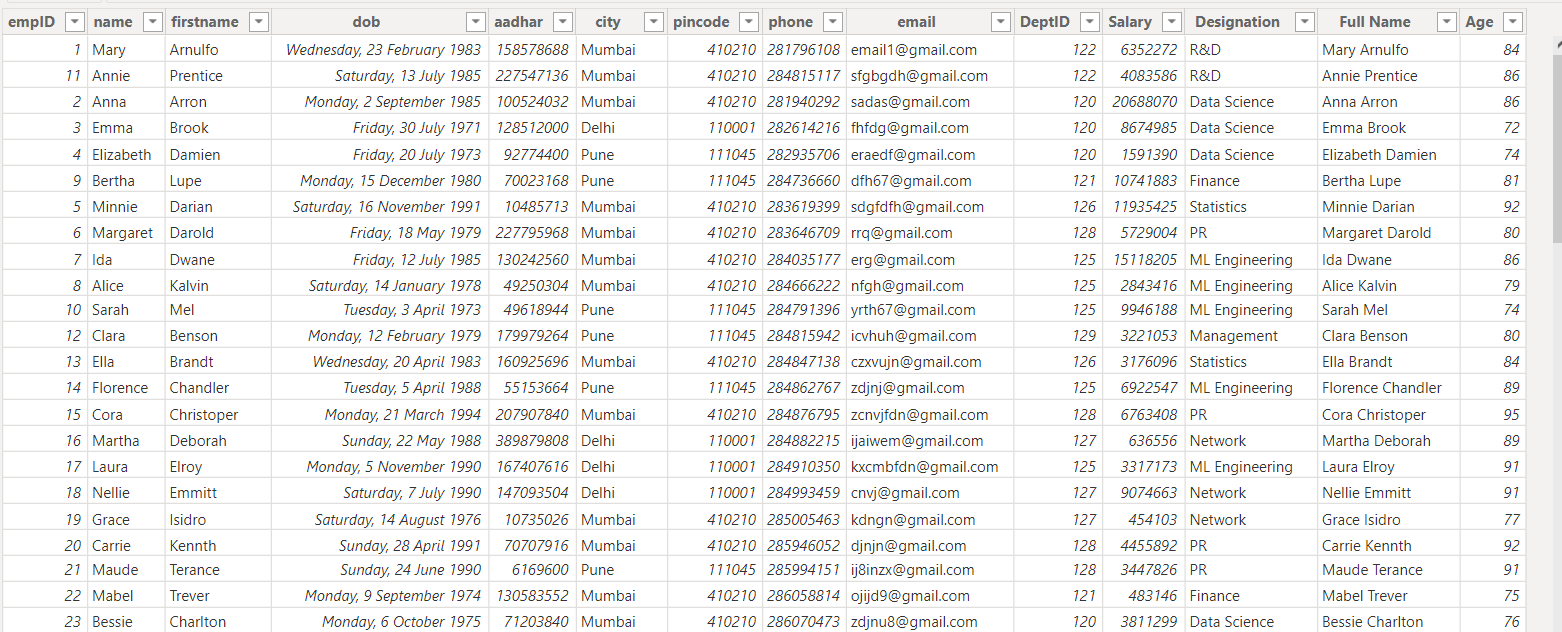 empID name firstname dob aadhar city pincode phone email DeptID Salary Designation Full Name Age
1 Mary Arnulfo Wednesday, 23 February 1983 158578688 Mumbai 410210 281796108 email1@gmail.com 122 6352272 R&D Mary Arnulfo 84
11 Annie Prentice Saturday, 13 July 1985 227547136 Mumbai 410210 284815117 sfgbgdh@gmail.com 122 4083586 R&D Annie Prentice 86
2 Anna Arron Monday, 2 September 1985 100524032 Mumbai 410210 281940292 sadas@gmail.com 120 20688070 Data Science Anna Arron 86
3 Emma Brook Friday, 30 July 1971 128512000 Delhi 110001 282614216 fhfdg@gmail.com 120 8674985 Data Science Emma Brook 72
4 Elizabeth Damien Friday, 20 July 1973 92774400 Pune 111045 282935706 eraedf@gmail.com 120 1591390 Data Science Elizabeth Damien 74
9 Bertha Lupe Monday, 15 December 1980 70023168 Pune 111045 284736660 dfh67@gmail.com 121 10741883 Finance Bertha Lupe 81
5 Minnie Darian Saturday, 16 November 1991 10485713 Mumbai 410210 283619399 sdgfdfh@gmail.com 126 11935425 Statistics Minnie Darian 92
6 Margaret Darold Friday, 18 May 1979 227795968 Mumbai 410210 283646709 rrq@gmail.com 128 5729004 PR Margaret Darold 80
7 Ida Dwane Friday, 12 July 1985 130242560 Mumbai 410210 284035177 erg@gmail.com 125 15118205 ML Engineering Ida Dwane 86
8 Alice Kalvin Saturday, 14 January 1978 49250304 Mumbai 410210 284666222 nfgh@gmail.com 125 2843416 ML Engineering Alice Kalvin 79
10 Sarah Mel Tuesday, 3 April 1973 49618944 Pune 111045 284791396 yrth67@gmail.com 125 9946188 ML Engineering Sarah Mel 74
12 Clara Benson Monday, 12 February 1979 179979264 Pune 111045 284815942 icvhuh@gmail.com 129 3221053 Management Clara Benson 80
13 Ella Brandt Wednesday, 20 April 1983 160925696 Mumbai 410210 284847138 czxvujn@gmail.com 126 3176096 Statistics Ella Brandt 84
14 Florence Chandler Tuesday, 5 April 1988 55153664 Pune 111045 284862767 zdjnj@gmail.com 125 6922547 ML Engineering Florence Chandler 89
15 Cora Christoper Monday, 21 March 1994 207907840 Mumbai 410210 284876795 zcnvjfdn@gmail.com 128 6763408 PR Cora Christoper 95
16 Martha Deborah Sunday, 22 May 1988 389879808 Delhi 110001 284882215 ijaiwem@gmail.com 127 636556 Network Martha Deborah 89
17 Laura Elroy Monday, 5 November 1990 167407616 Delhi 110001 284910350 kxcmbfdn@gmail.com 125 3317173 ML Engineering Laura Elroy 91
18 Nellie Emmitt Saturday, 7 July 1990 147093504 Delhi 110001 284993459 cnvj@gmail.com 127 9074663 Network Nellie Emmitt 91
19 Grace Isidro Saturday, 14 August 1976 10735026 Mumbai 410210 285005463 kdngn@gmail.com 127 454103 Network Grace Isidro 77
20 Carrie Kennth Sunday, 28 April 1991 70707916 Mumbai 410210 285946052 djnjn@gmail.com 128 4455892 PR Carrie Kennth 92
21 Maude Terance Sunday, 24 June 1990 6169600 Pune 111045 285994151 ij8inzx@gmail.com 128 3447826 PR Maude Terance 91
22 Mabel Trever Monday, 9 September 1974 130583552 Mumbai 410210 286058814 ojijd9@gmail.com 121 483146 Finance Mabel Trever 75
23 Bessie Charlton Monday, 6 October 1975 71203840 Mumbai 410210 286070473 zdjnu8@gmail.com 120 3811299 Data Science Bessie Charlton 76